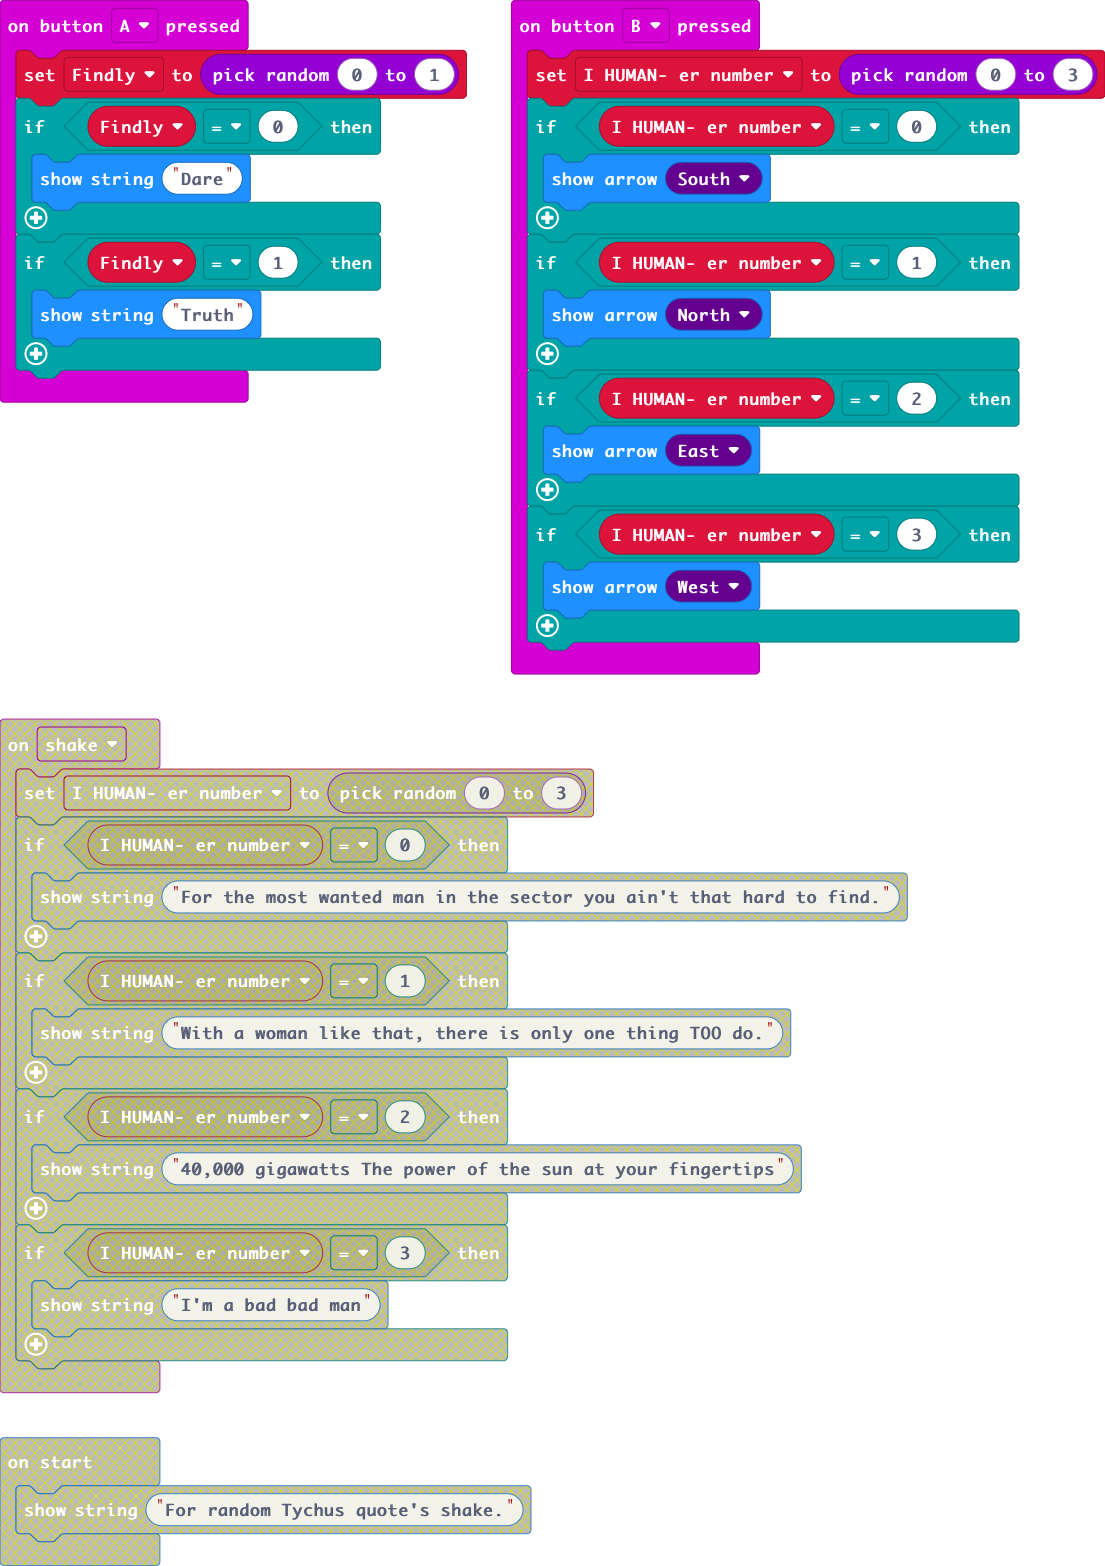 on button A pressed
set Findly to pick random 0 to 1
if Findly = 0 then
show string "Dare"
if Findly = 1 then
show string "Truth"
on button B pressed
set I HUMAN- er number to pick random 0 to 3
if I HUMAN- er number = 0 then
show arrow South
if I HUMAN- er number = 1 then
show arrow North
if I HUMAN- er number = 2 then
show arrow East
if I HUMAN- er number = 3 then
show arrow West
on shake
set I HUMAN- er number to pick random 0 to 3
if I HUMAN- er number = 0 then
show string "For the most wanted man in the sector you ain't that hard to find."
if I HUMAN- er number = 1 then
show string "With a woman like that, there is only one thing TOO do."
if I HUMAN- er number = 2 then
show string "40,000 gigawatts The power of the sun at your fingertips"
if I HUMAN- er number = 3 then
show string "I'm a bad bad man"
on start
show string "For random Tychus quote's shake."